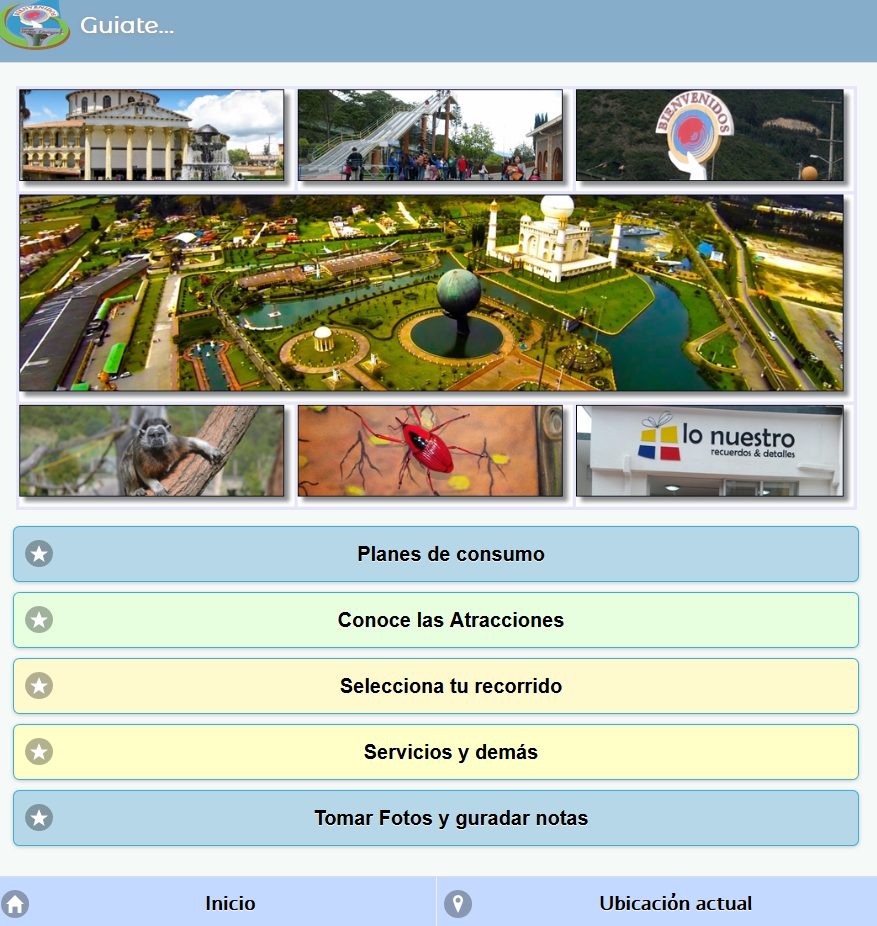 BIENVENIDOS
Guiate...
BIENVENIDOS
lo nuestro
recuerdos & detalles
Planes de consumo
Conoce las Atracciones
Selecciona tu recorrido
Servicios y demás
Tomar Fotos y guradar notas
Inicio
Ubicación actual